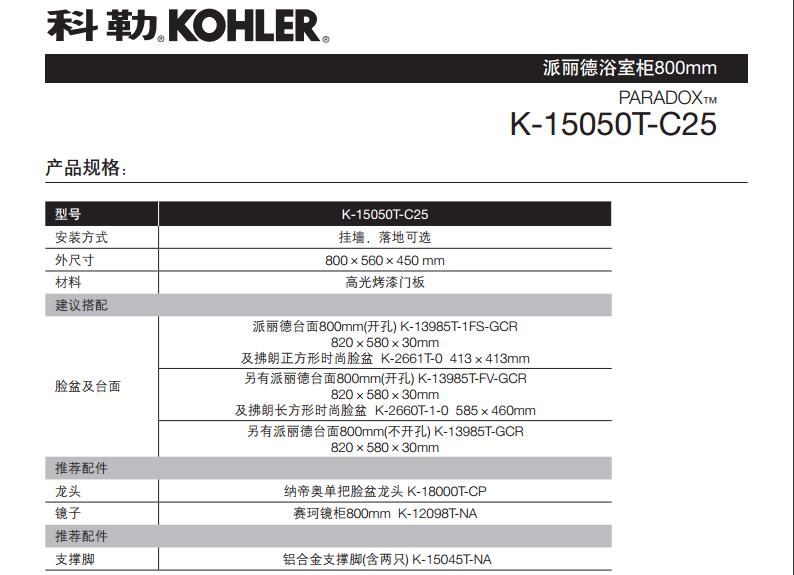 科勒® KOHLER®
派丽德浴室柜800mm
PARADOX™
K-15050T-C25
产品规格：
型号 K-15050T-C25
安装方式 挂墙，落地可选
外尺寸 800 × 560 × 450 mm
材料 高光烤漆门板
建议搭配
脸盆及台面
派丽德台面800mm(开孔) K-13985T-1FS-GCR
820 × 580 × 30mm
及拂朗正方形时尚脸盆 K-2661T-0 413 × 413mm
另有派丽德台面800mm(开孔) K-13985T-FV-GCR
820 × 580 × 30mm
及拂朗长方形时尚脸盆 K-2660T-1-0 585 × 460mm
另有派丽德台面800mm(不开孔) K-13985T-GCR
820 × 580 × 30mm
推荐配件
龙头 纳帝奥单把脸盆龙头 K-18000T-CP
镜子 赛珂镜柜800mm K-12098T-NA
推荐配件
支撑脚 铝合金支撑脚(含两只) K-15045T-NA